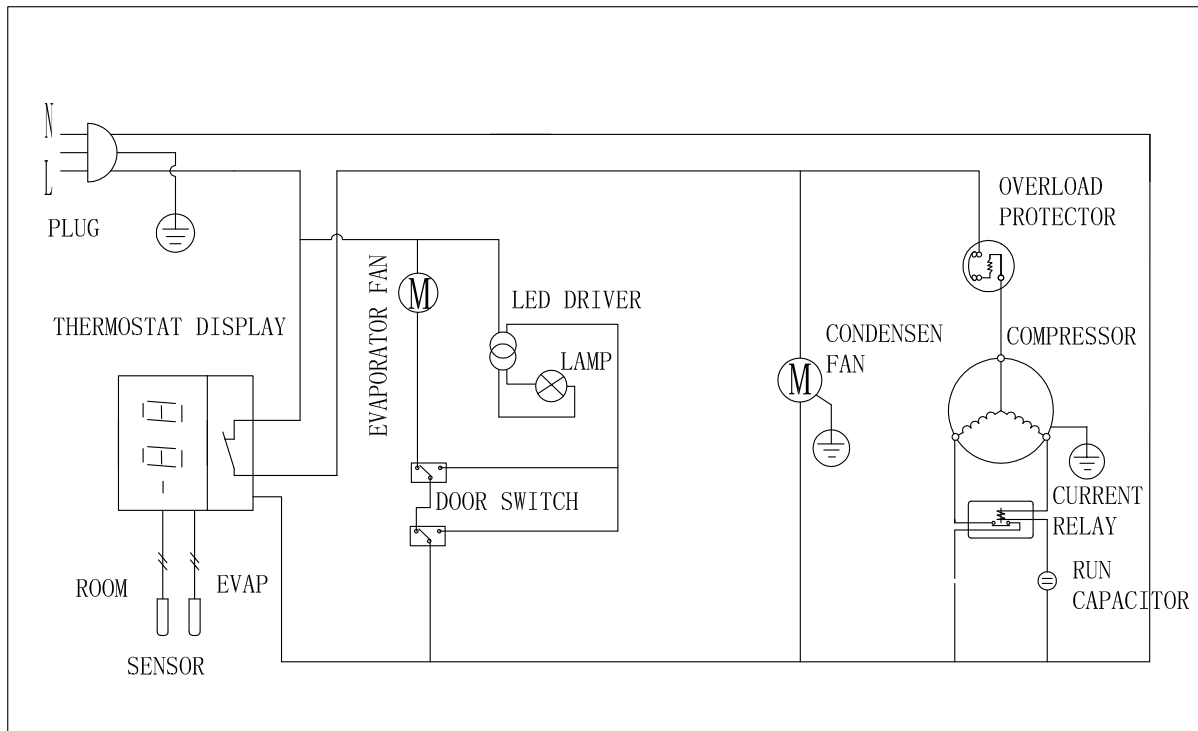 N
L
PLUG
OVERLOAD
PROTECTOR
EVAPORATOR FAN
M
LED DRIVER
THERMOSTAT DISPLAY
LAMP
CONDENSEN
FAN
M
COMPRESSOR
DOOR SWITCH
CURRENT
RELAY
ROOM
EVAP
RUN
CAPACITOR
SENSOR